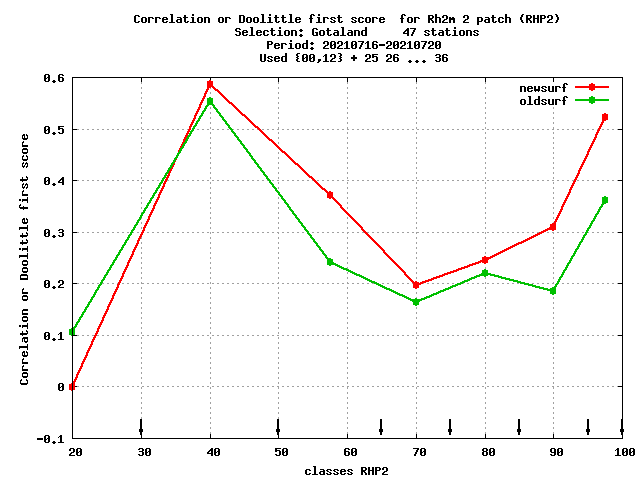 Correlation or Doolittle first score  for Rh2m 2 patch (RHP2)
Selection: Gotaland     47 stations
Period: 20210716-20210720
Used {00,12} + 25 26 ... 36
newsurf
oldsurf
Correlation or Doolittle first score
0.6
0.5
0.4
0.3
0.2
0.1
0
-0.1
20 30 40 50 60 70 80 90 100
classes RHP2